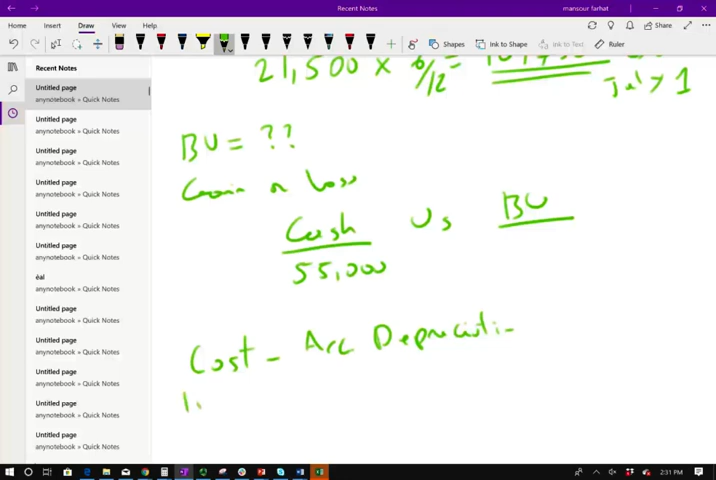 Recent Notes
mansour farhat
Home Insert Draw View Help
Share
Shapes Ink to Shape Ink to Text Ruler
Recent Notes
Untitled page
anynotebook » Quick Notes
Untitled page
anynotebook » Quick Notes
Untitled page
anynotebook » Quick Notes
Untitled page
anynotebook » Quick Notes
Untitled page
anynotebook » Quick Notes
Untitled page
anynotebook » Quick Notes
éal
anynotebook » Quick Notes
Untitled page
anynotebook » Quick Notes
Untitled page
anynotebook » Quick Notes
Untitled page
anynotebook » Quick Notes
Untitled page
anynotebook » Quick Notes
Untitled page
anynotebook » Quick Notes
21,500 × 6/12 =
BV = ??
Gain or Loss
Cash Vs BV
55,000
Cost - Acc Depreciation
2:31 PM